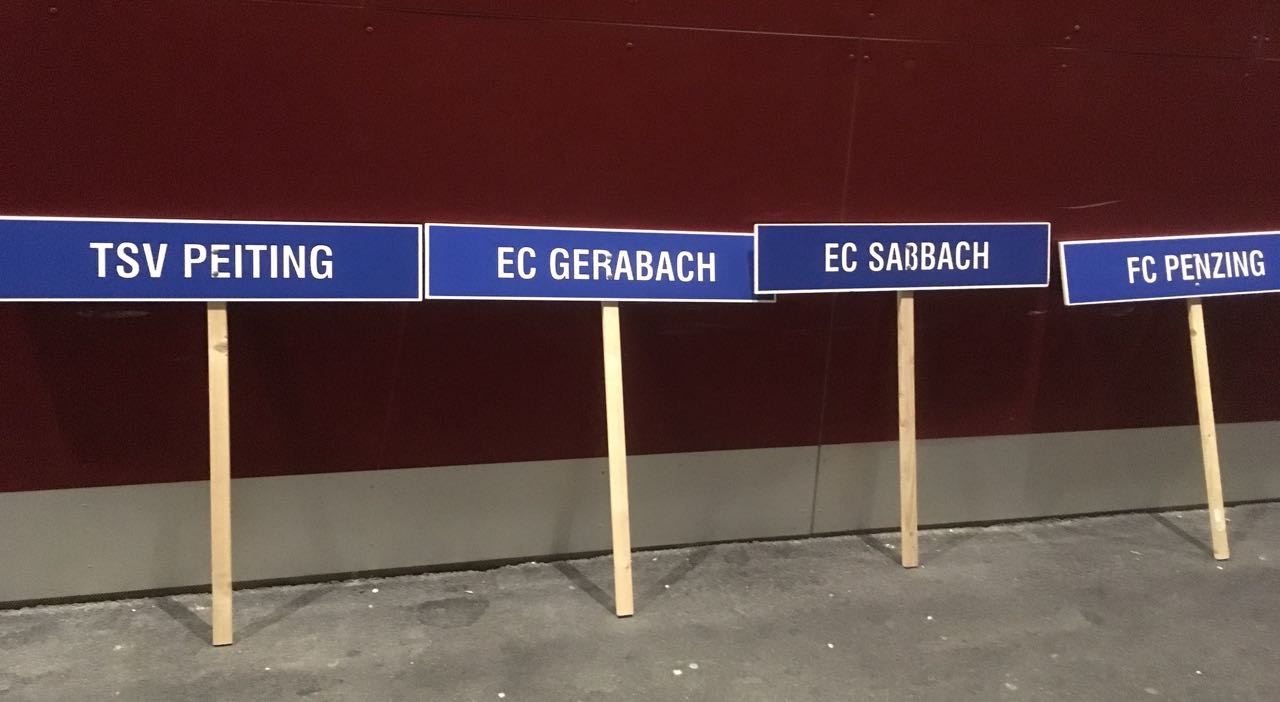 TSV PEITING
EC GERABACH
EC SAßBACH
FC PENZING